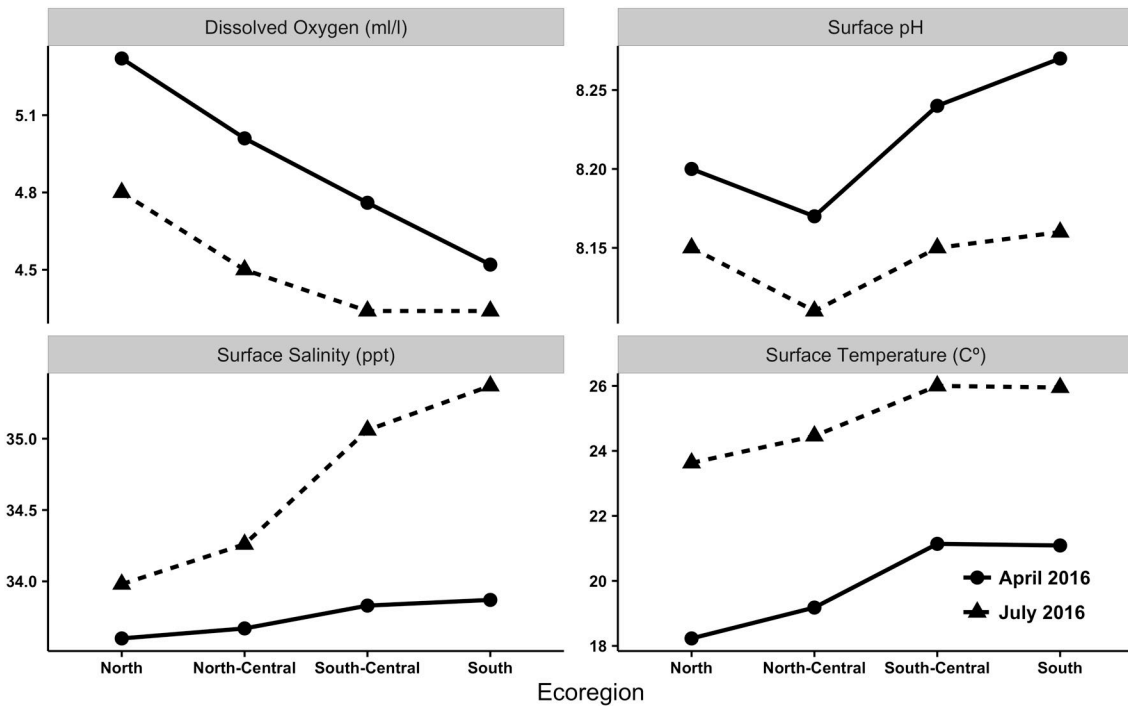 Dissolved Oxygen (ml/l)
Surface pH
5.1
4.8
4.5
8.25
8.20
8.15
Surface Salinity (ppt)
Surface Temperature (Cº)
35.0
34.5
34.0
26
24
22
20
18
April 2016
July 2016
North North-Central South-Central South
North North-Central South-Central South
Ecoregion